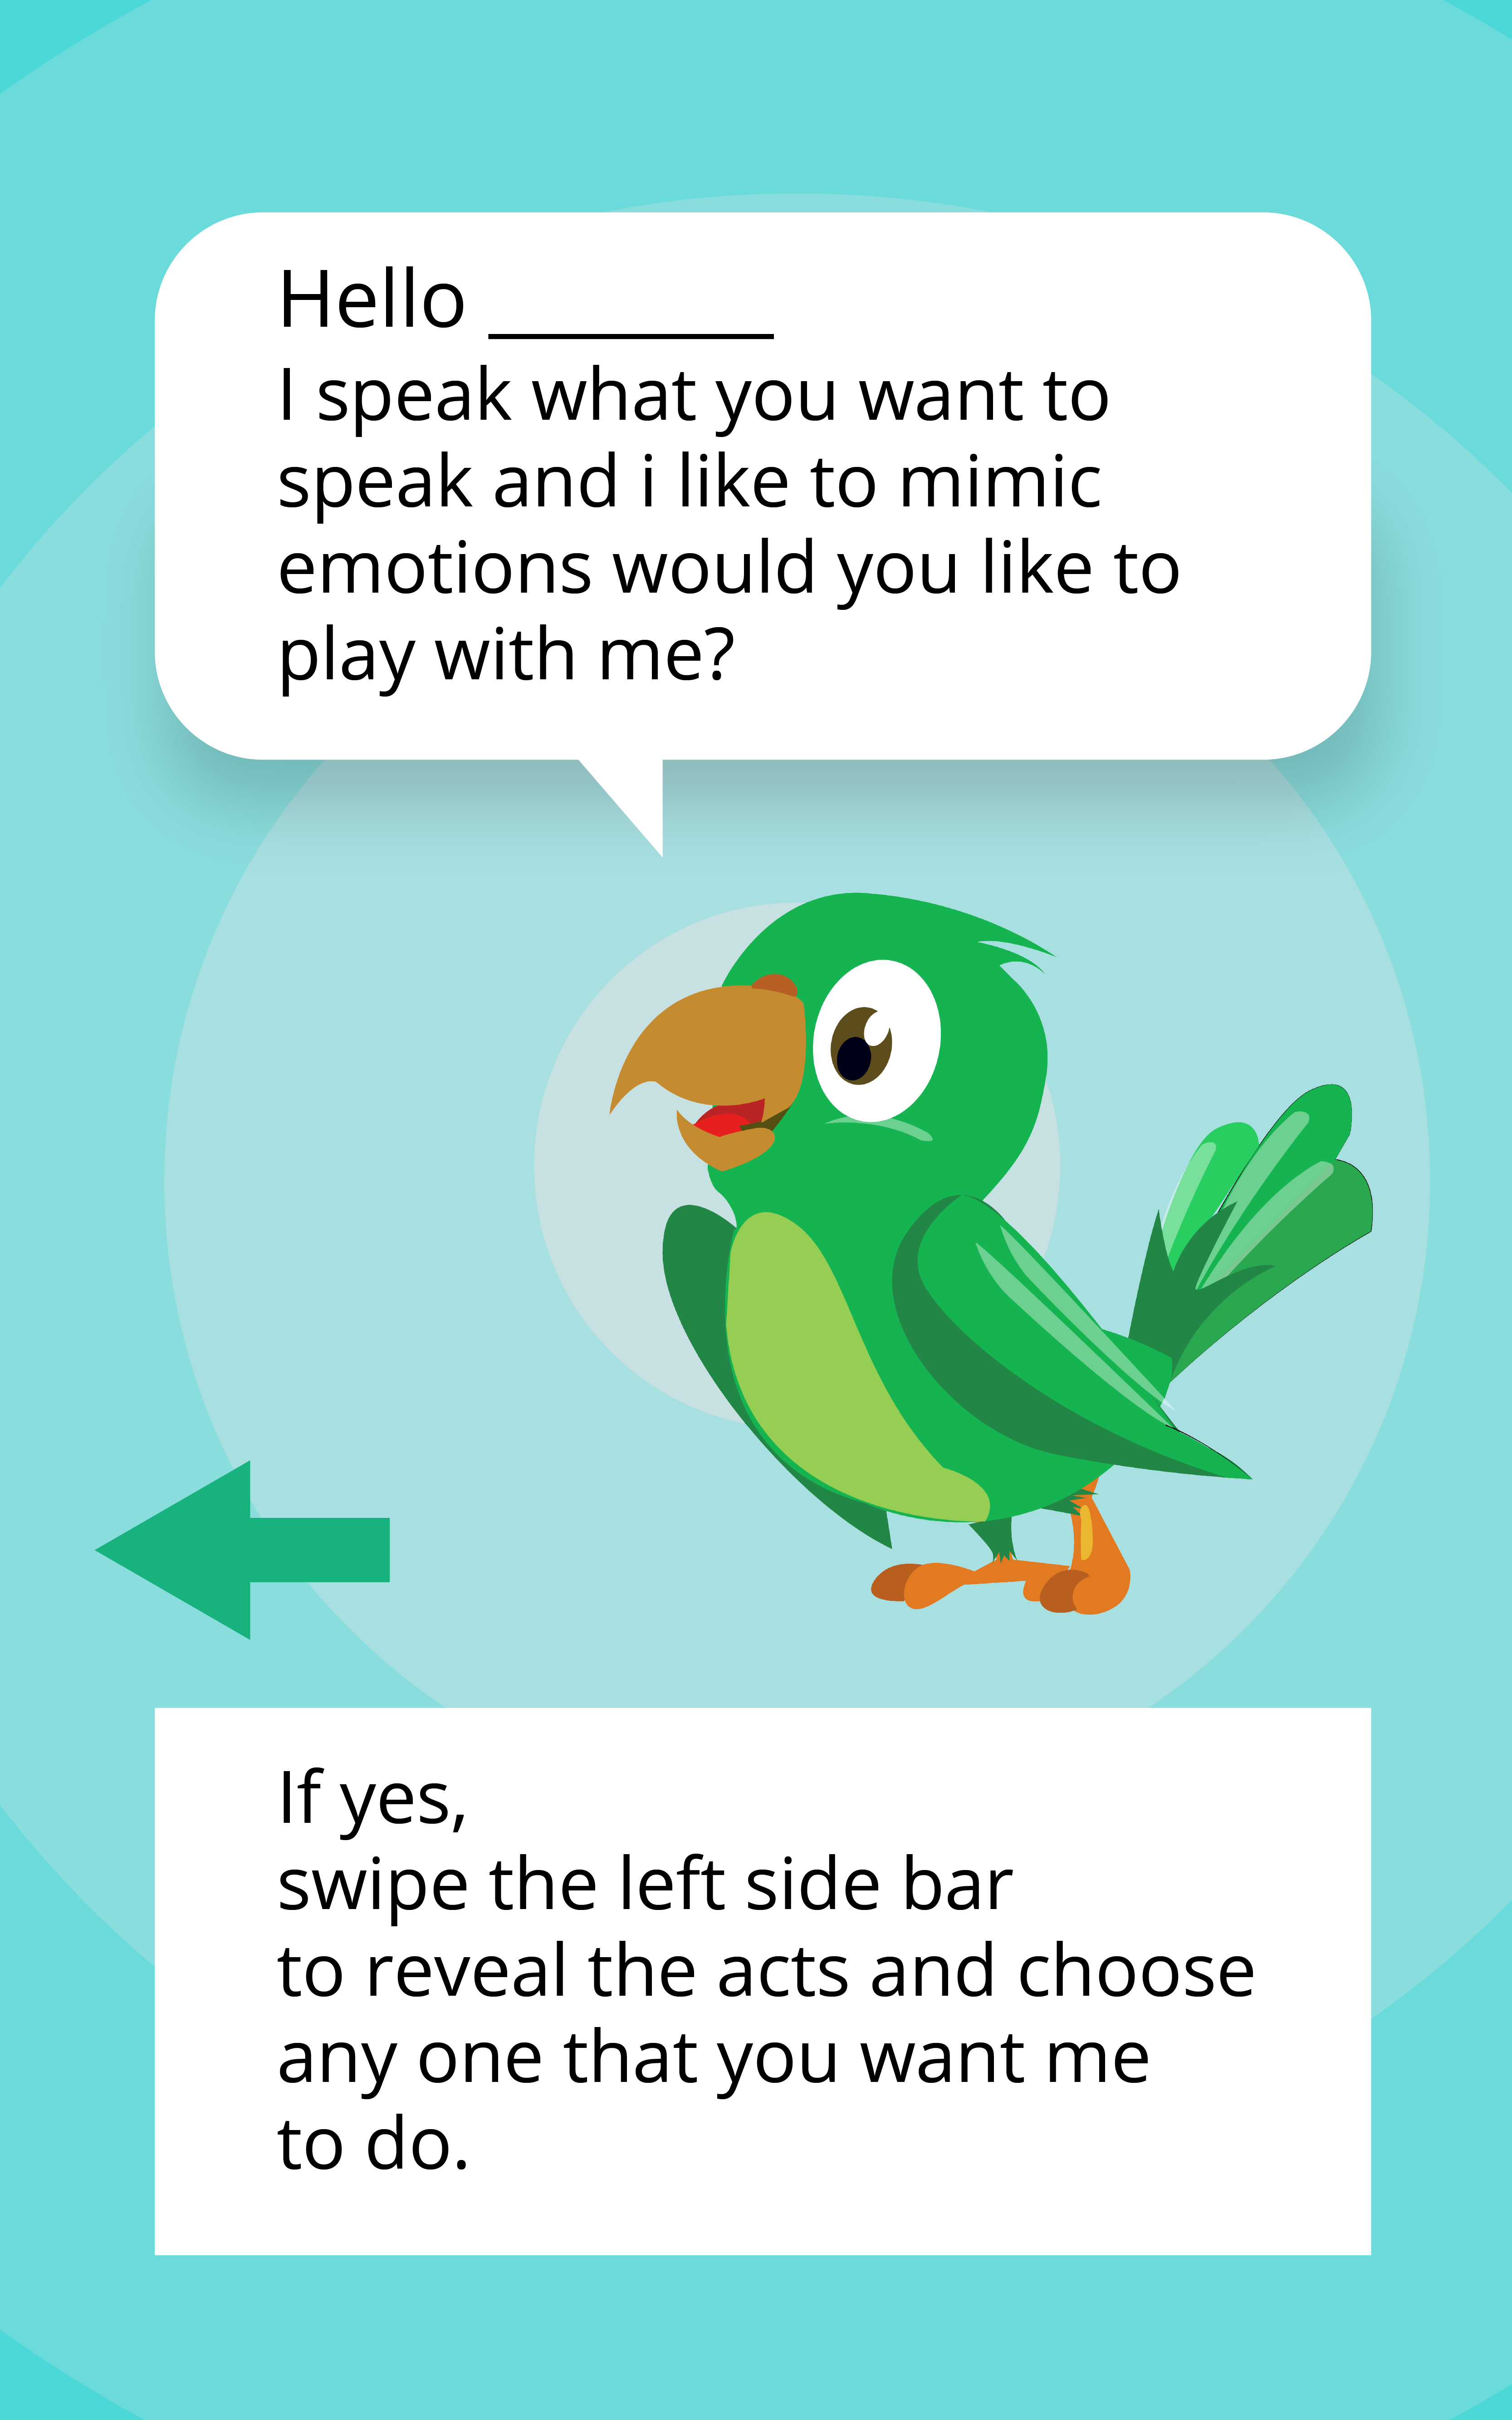 Hello ________
I speak what you want to
speak and i like to mimic
emotions would you like to
play with me?
If yes,
swipe the left side bar
to reveal the acts and choose
any one that you want me
to do.